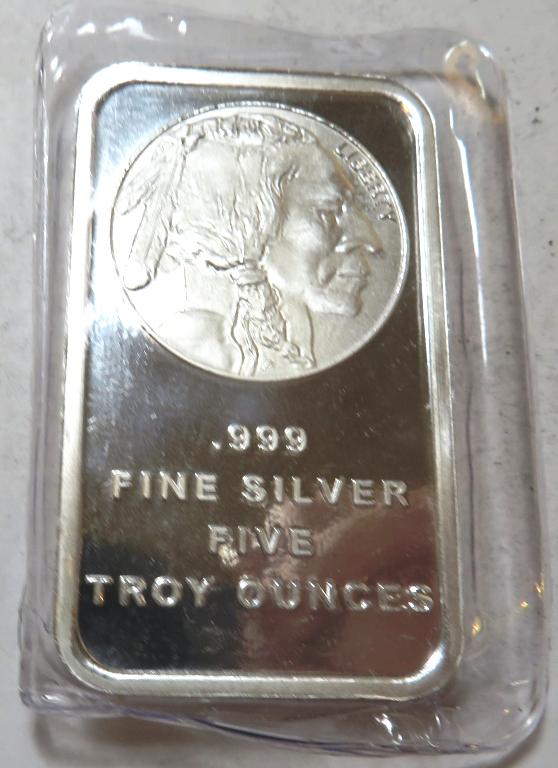 LIBERTY
.999
FINE SILVER
FIVE
TROY OUNCES